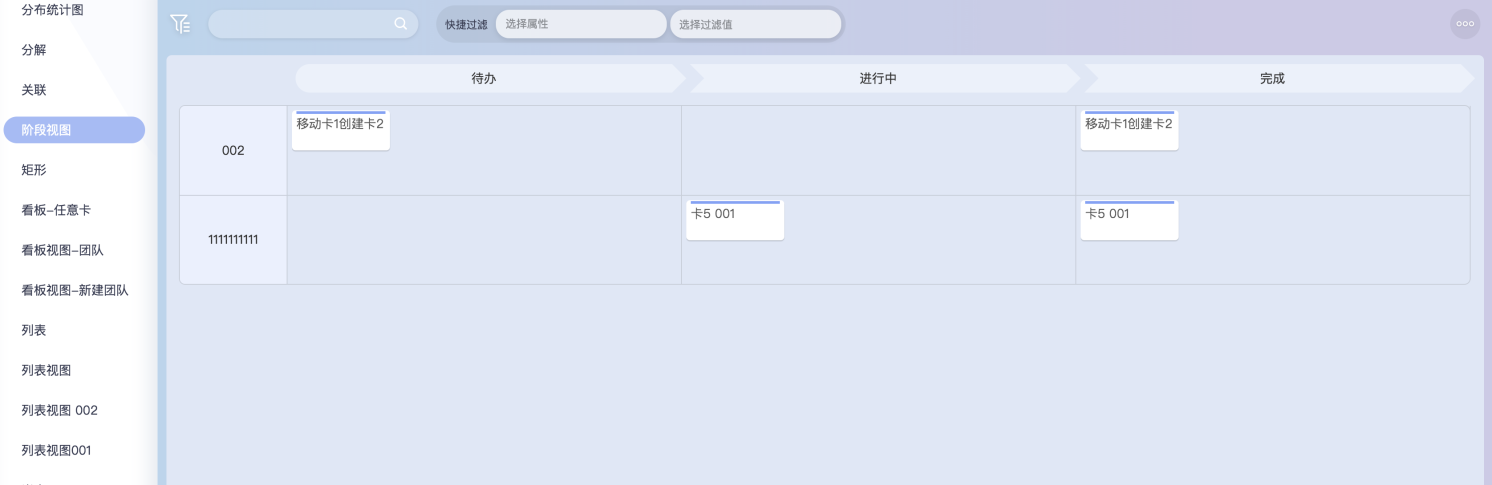 分布统计图
分解
关联
阶段视图
矩形
看板-任意卡
看板视图-团队
看板视图-新建团队
列表
列表视图
列表视图 002
列表视图001
快捷过滤
选择属性
选择过滤值
待办
进行中
完成
002
移动卡1创建卡2
移动卡1创建卡2
1111111111
卡5 001
卡5 001